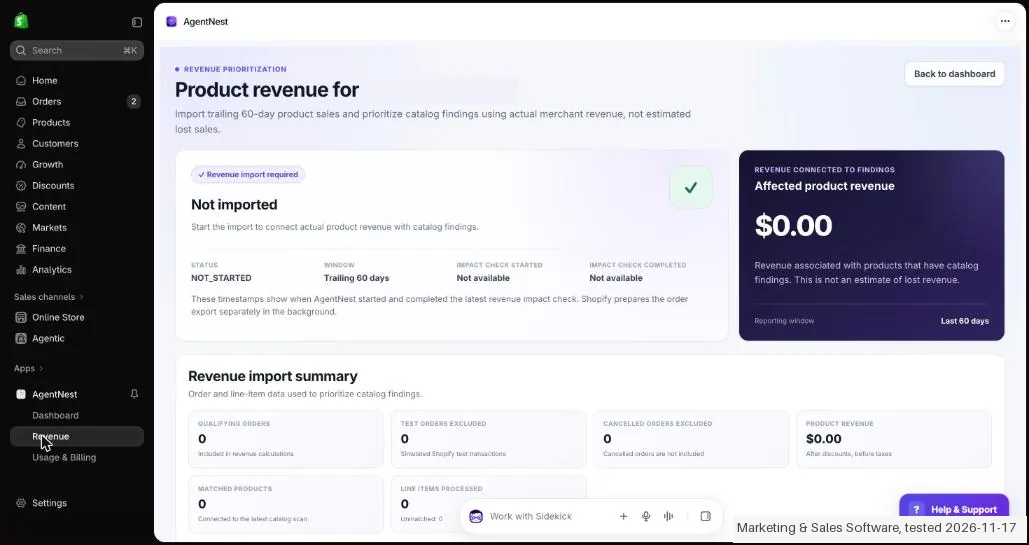 Search ⌘K
Home
Orders 2
Products
Customers
Growth
Discounts
Content
Markets
Finance
Analytics
Sales channels >
Online Store
Agentic
Apps >
AgentNest
Dashboard
Revenue
Usage & Billing
Settings
AgentNest
REVENUE PRIORITIZATION
Product revenue for
Import trailing 60-day product sales and prioritize catalog findings using actual merchant revenue, not estimated
lost sales.
Back to dashboard
✓ Revenue import required
Not imported
Start the import to connect actual product revenue with catalog findings.
STATUS WINDOW IMPACT CHECK STARTED IMPACT CHECK COMPLETED
NOT_STARTED Trailing 60 days Not available Not available
These timestamps show when AgentNest started and completed the latest revenue impact check. Shopify prepares the order
export separately in the background.
REVENUE CONNECTED TO FINDINGS
Affected product revenue
$0.00
Revenue associated with products that have catalog
findings. This is not an estimate of lost revenue.
Reporting window Last 60 days
Revenue import summary
Order and line-item data used to prioritize catalog findings.
QUALIFYING ORDERS
0
Included in revenue calculations
TEST ORDERS EXCLUDED
0
Simulated Shopify test transactions
CANCELLED ORDERS EXCLUDED
0
Cancelled orders are not included
PRODUCT REVENUE
$0.00
After discounts, before taxes
MATCHED PRODUCTS
0
Connected to the latest catalog scan
LINE ITEMS PROCESSED
0
Unmatched: 0
Work with Sidekick
? Help & Support
Marketing & Sales Software, tested 2026-11-17